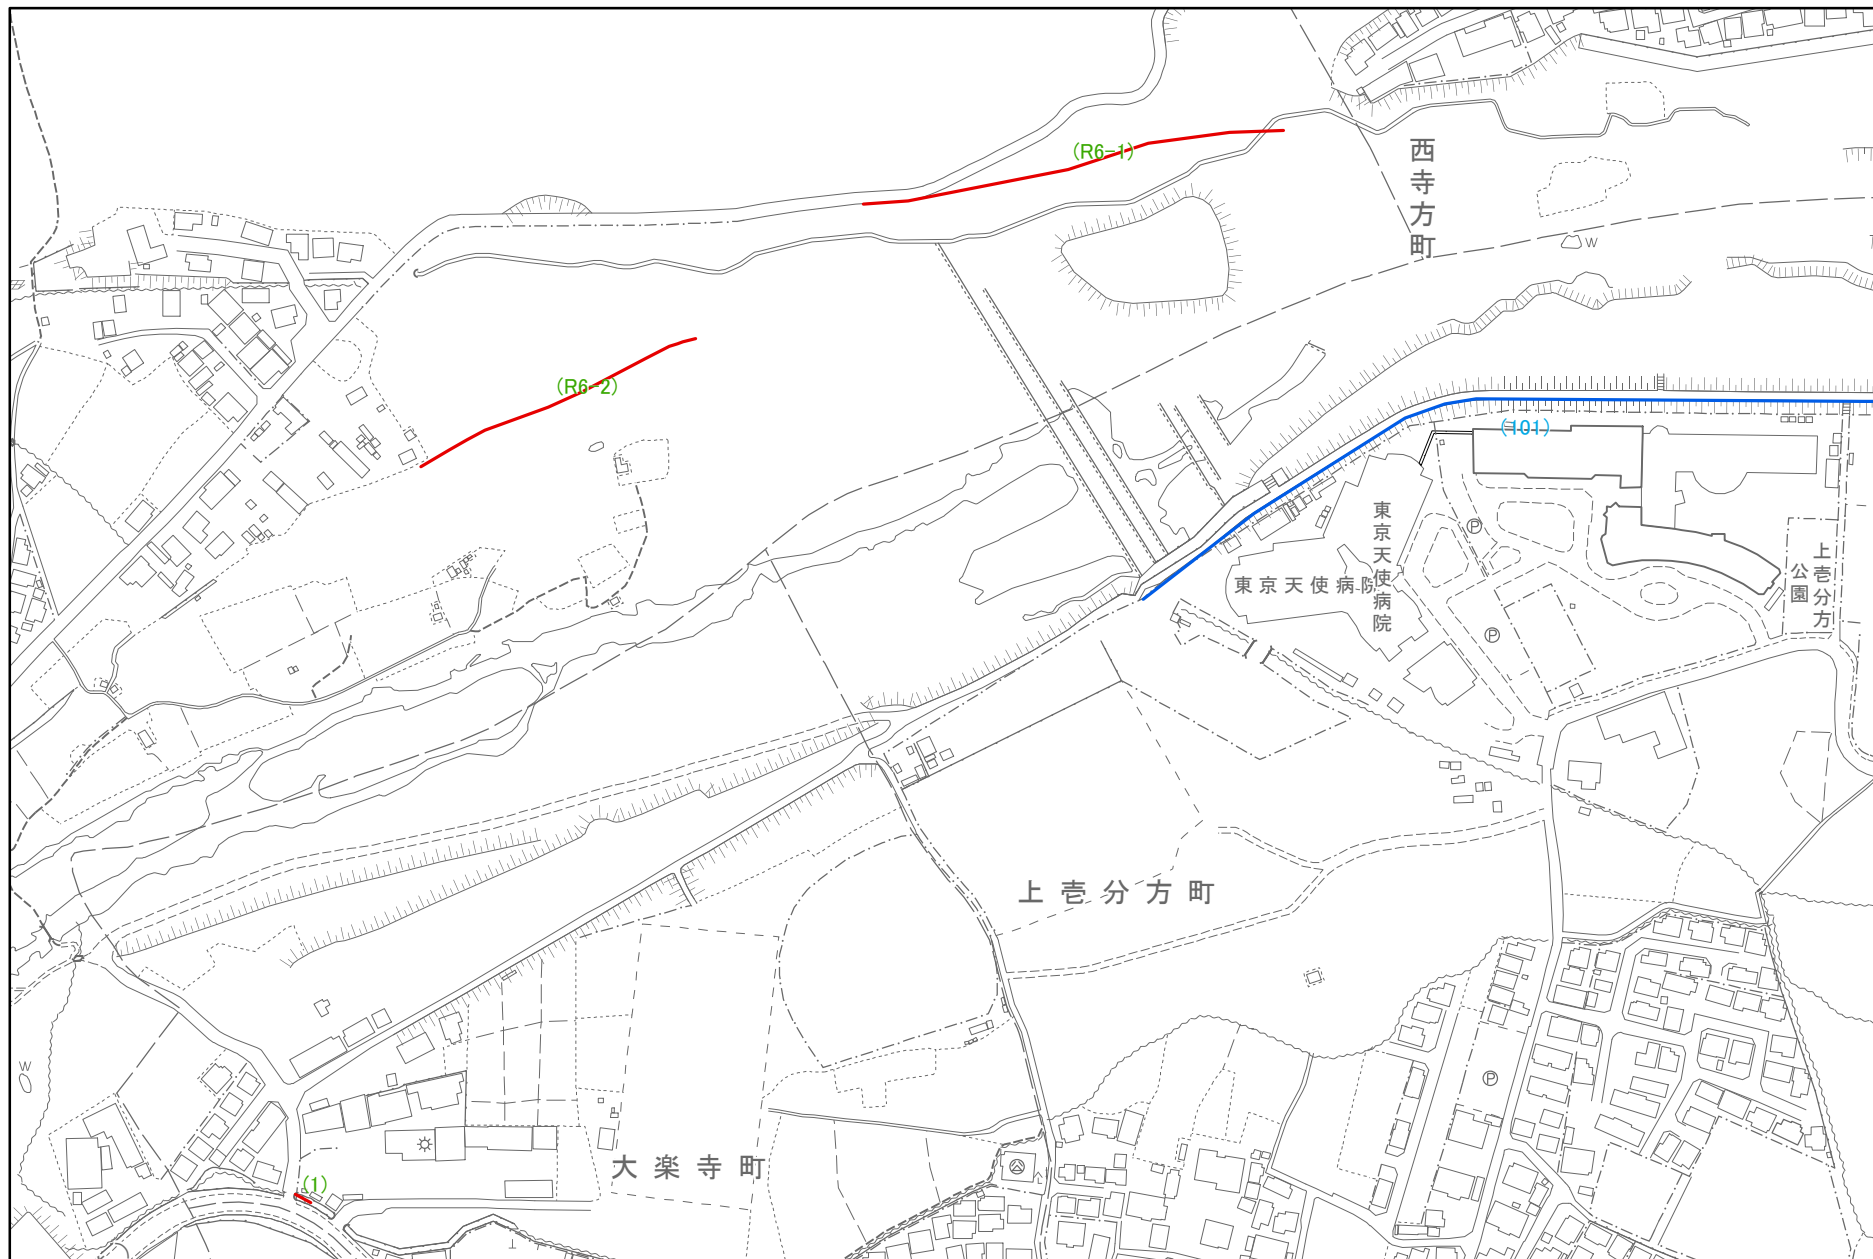 (R6-1)
西寺方町
W
(R6-2)
(101)
東京天使病院
東京天使病院
P
上壱分方
公園
P
上壱分方町
W
P
大楽寺町
(1)